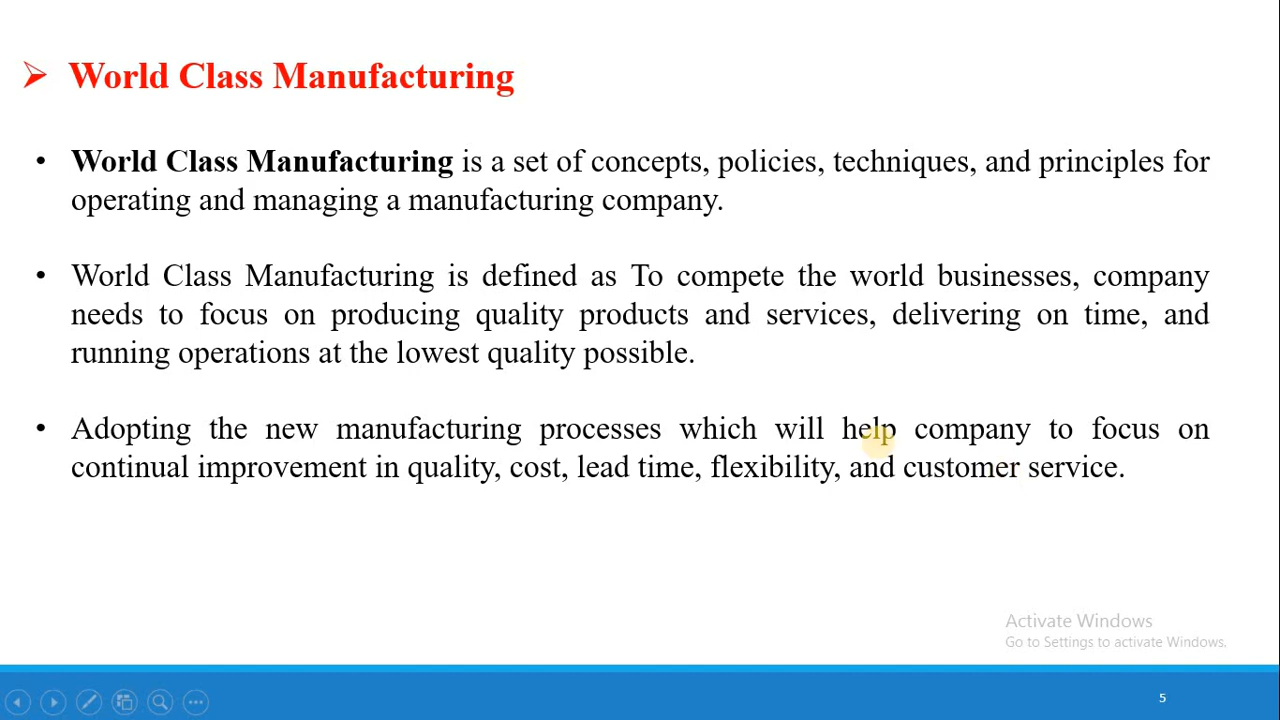 World Class Manufacturing
World Class Manufacturing is a set of concepts, policies, techniques, and principles for
operating and managing a manufacturing company.
World Class Manufacturing is defined as To compete the world businesses, company
needs to focus on producing quality products and services, delivering on time, and
running operations at the lowest quality possible.
Adopting the new manufacturing processes which will help company to focus on
continual improvement in quality, cost, lead time, flexibility, and customer service.
Activate Windows
Go to Settings to activate Windows.
5